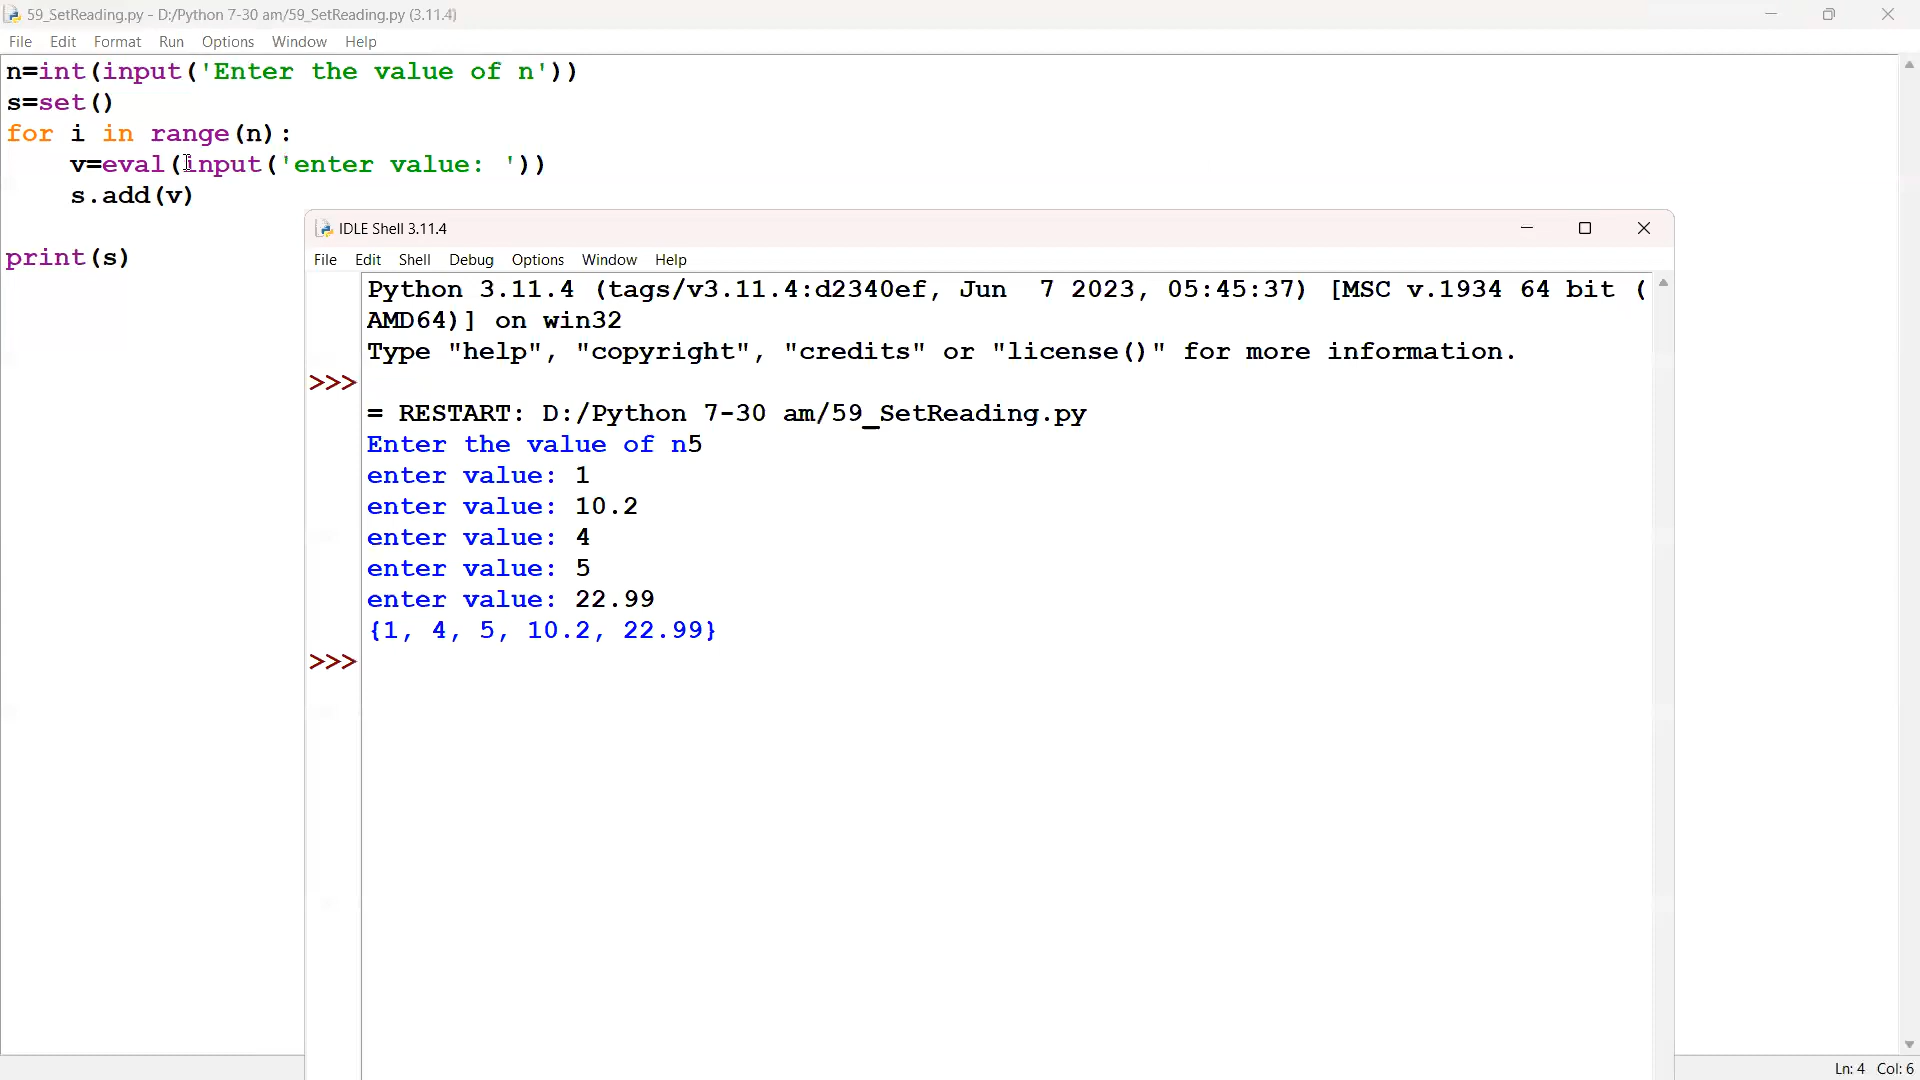 59_SetReading.py - D:/Python 7-30 am/59_SetReading.py (3.11.4)
File Edit Format Run Options Window Help
n=int(input('Enter the value of n'))
s=set()
for i in range(n):
    v=eval(input('enter value: '))
    s.add(v)
print(s)
IDLE Shell 3.11.4
File Edit Shell Debug Options Window Help
Python 3.11.4 (tags/v3.11.4:d2340ef, Jun  7 2023, 05:45:37) [MSC v.1934 64 bit (
AMD64)] on win32
Type "help", "copyright", "credits" or "license()" for more information.
>>>
= RESTART: D:/Python 7-30 am/59_SetReading.py
Enter the value of n5
enter value: 1
enter value: 10.2
enter value: 4
enter value: 5
enter value: 22.99
{1, 4, 5, 10.2, 22.99}
>>>
Ln: 4 Col: 6